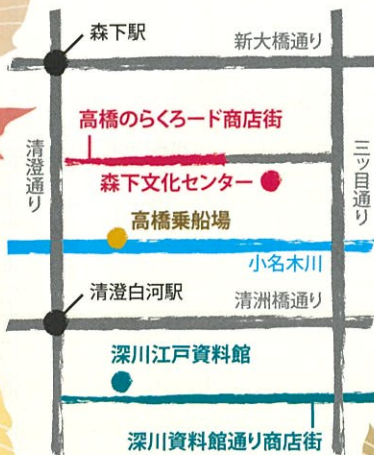 森下駅
新大橋通り
高橋のらくろード商店街
清澄通り
三ッ目通り
森下文化センター
高橋乗船場
小名木川
清澄白河駅
清洲橋通り
深川江戸資料館
深川資料館通り商店街